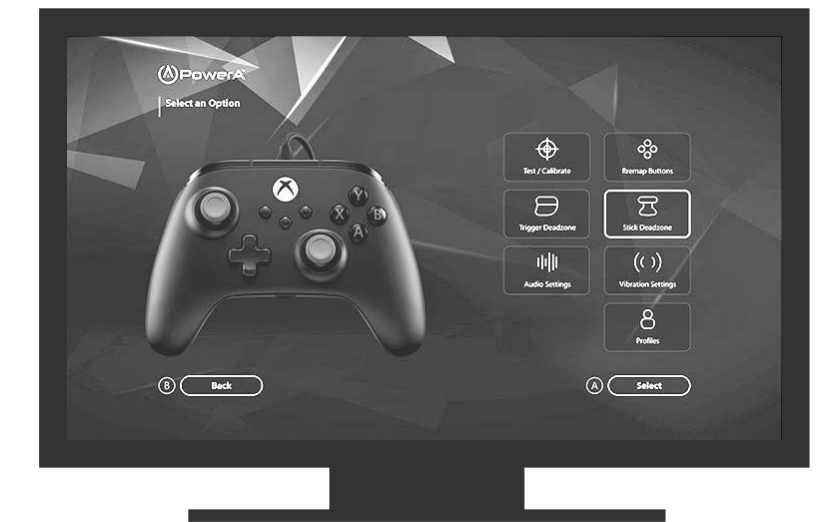 PowerA
Select an Option
Test / Calibrate
Rremap Buttons
Trigger Deadzone
Stick Deadzone
Audio Settings
Vibration Settings
Profiles
Y
X
B
A
B
Back
A
Select